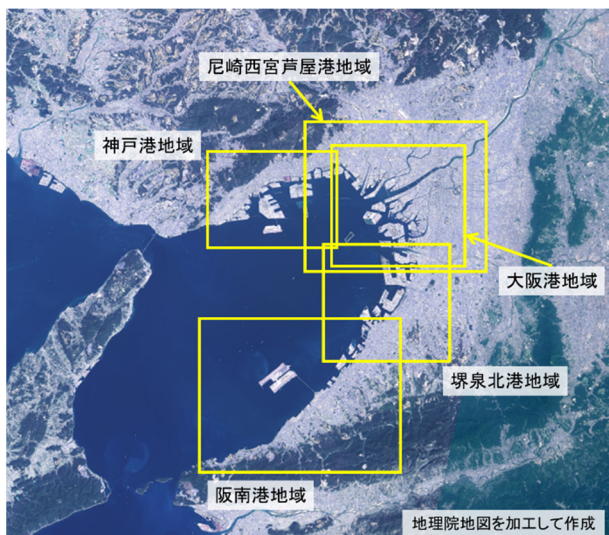 尼崎西宮芦屋港地域
神戸港地域
大阪港地域
堺泉北港地域
阪南港地域
地理院地図を加工して作成